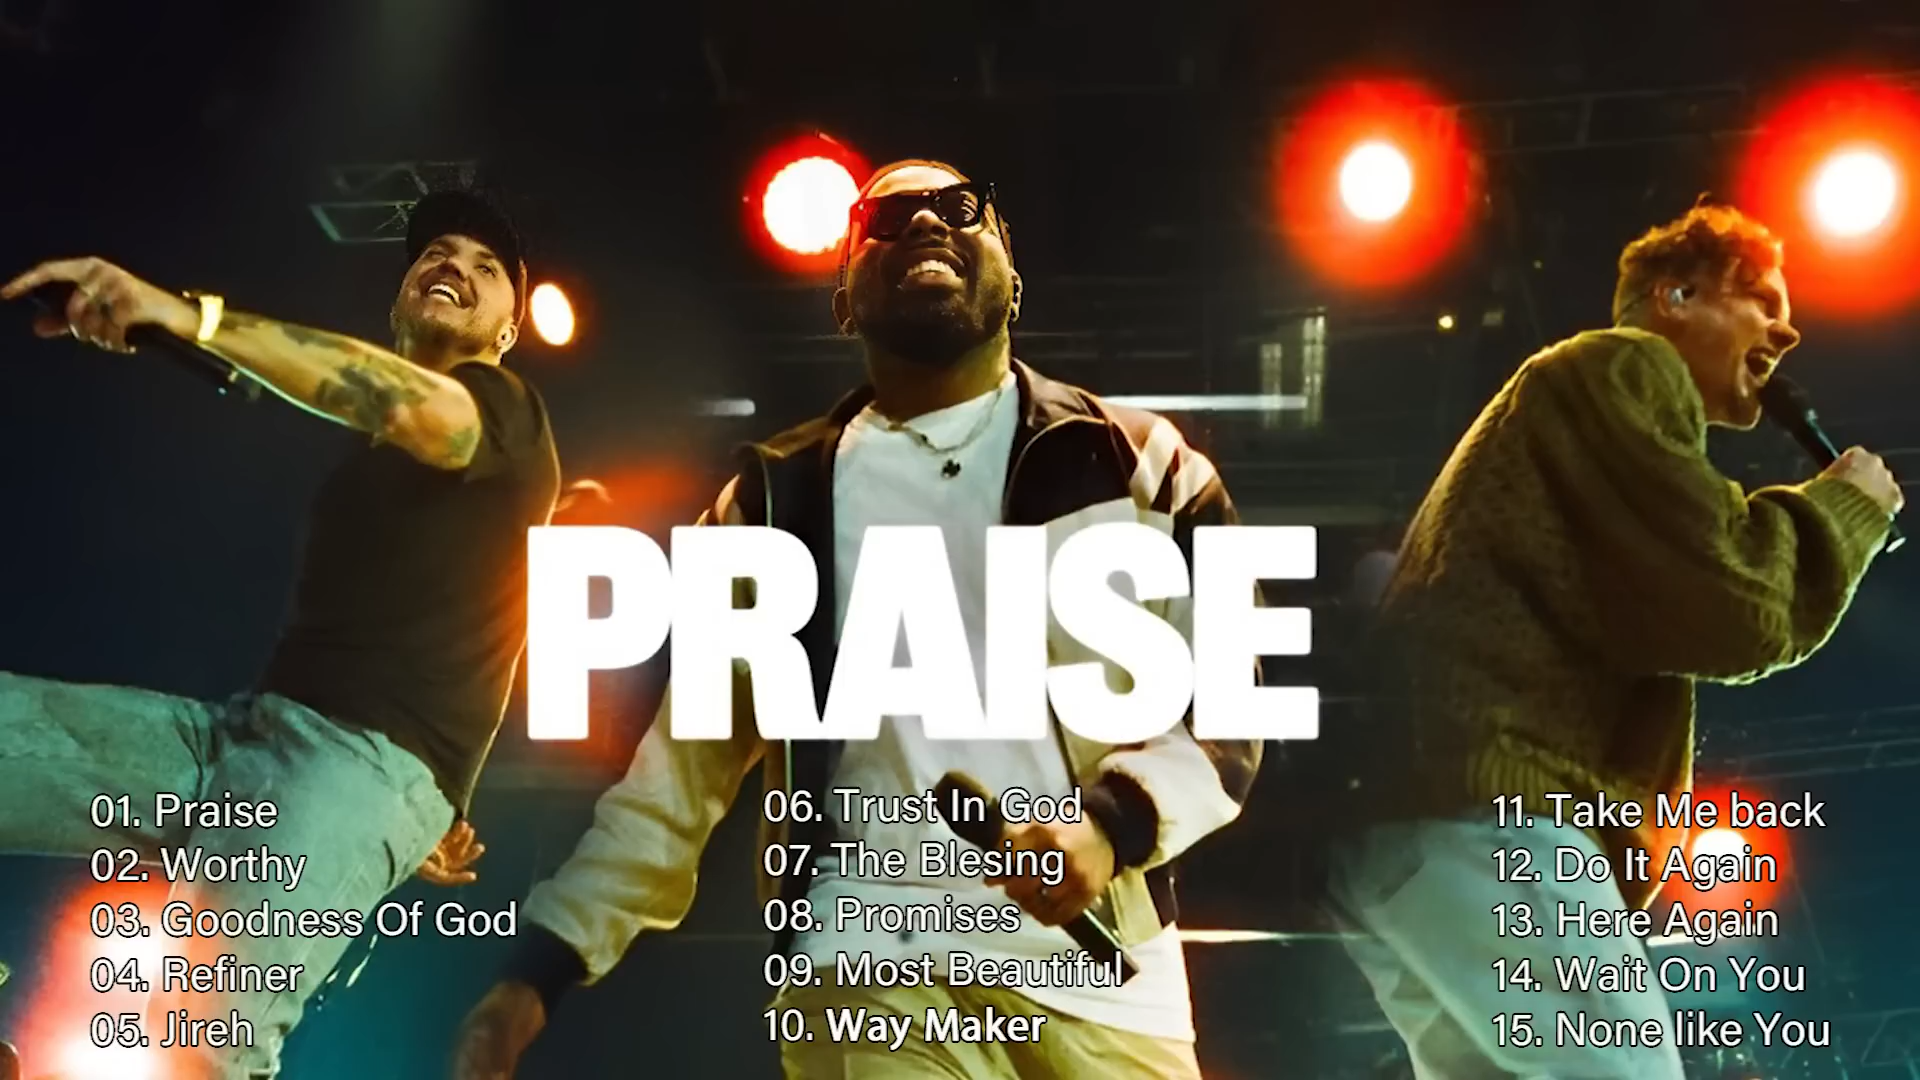 PRAISE
01. Praise
02. Worthy
03. Goodness Of God
04. Refiner
05. Jireh
06. Trust In God
07. The Blesing
08. Promises
09. Most Beautiful
10. Way Maker
11. Take Me back
12. Do It Again
13. Here Again
14. Wait On You
15. None like You